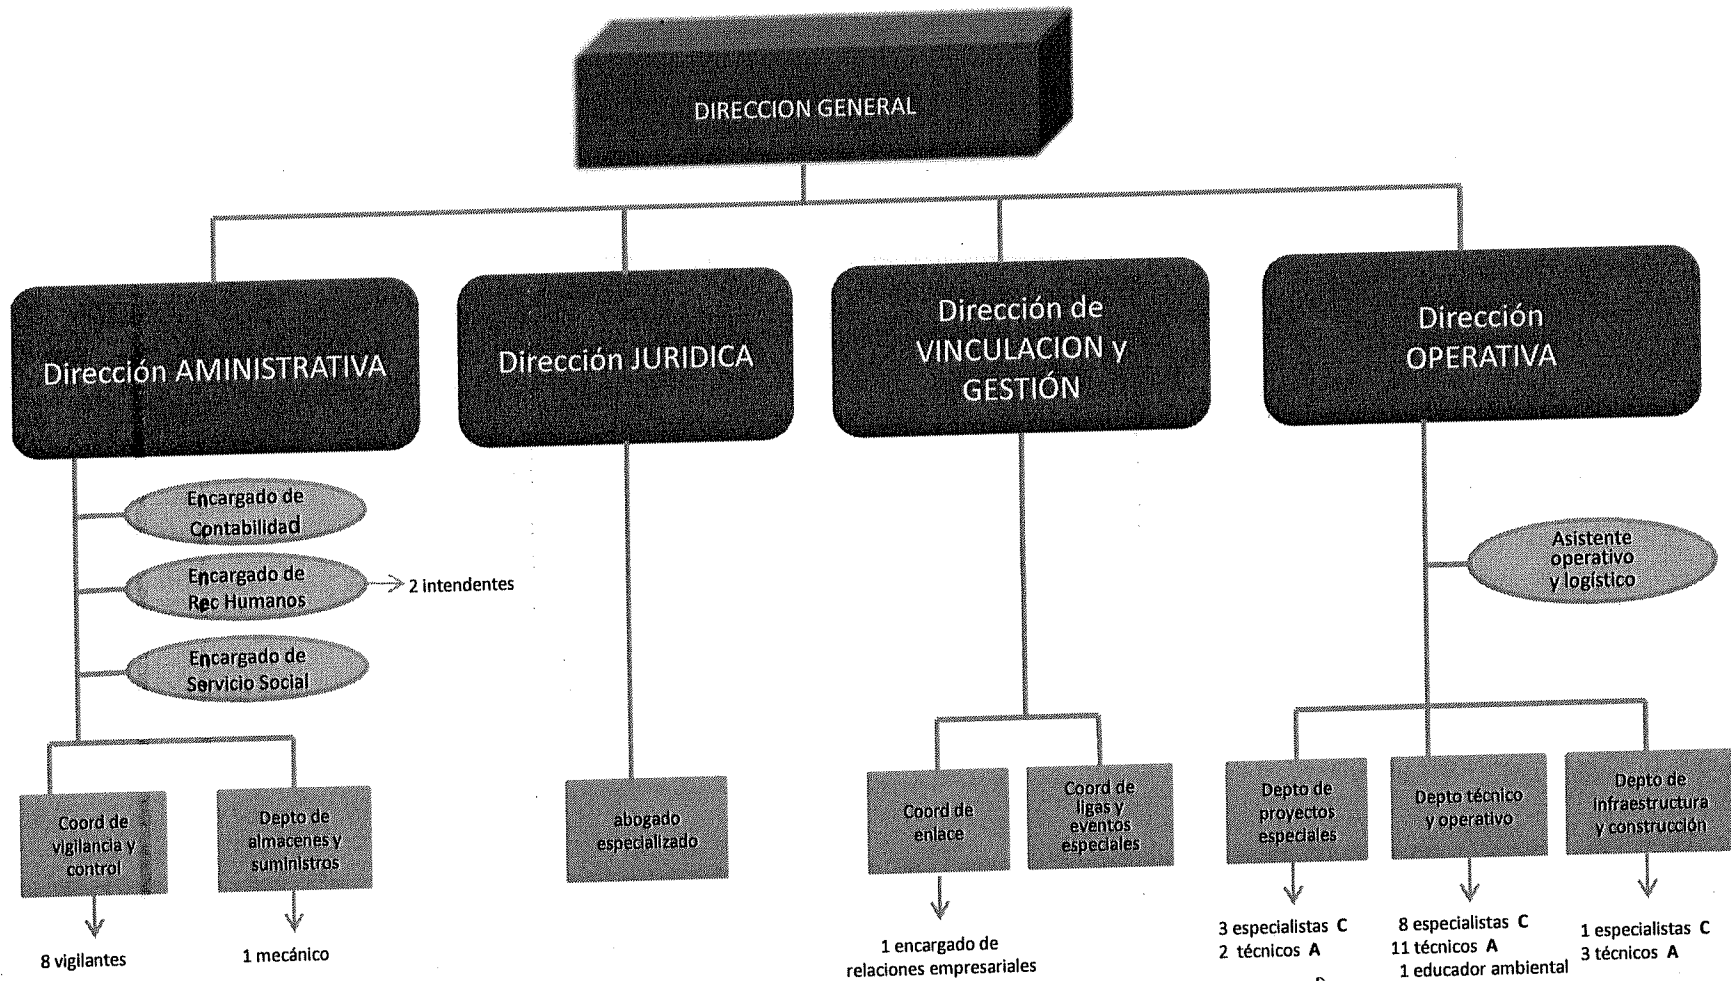 DIRECCION GENERAL
Dirección AMINISTRATIVA
Dirección JURIDICA
Dirección de
VINCULACION y
GESTIÓN
Dirección
OPERATIVA
Encargado de
Contabilidad
Encargado de
Rec Humanos
2 intendentes
Encargado de
Servicio Social
Asistente
operativo
y logístico
Coord de
vigilancia y
control
Depto de
almacenes y
suministros
abogado
especializado
Coord de
enlace
Coord de
ligas y
eventos
especiales
Depto de
proyectos
especiales
Depto técnico
y operativo
Depto de
infraestructura
y construcción
8 vigilantes
1 mecánico
1 encargado de
relaciones empresariales
3 especialistas C
2 técnicos A
8 especialistas C
11 técnicos A
1 educador ambiental
1 especialistas C
3 técnicos A